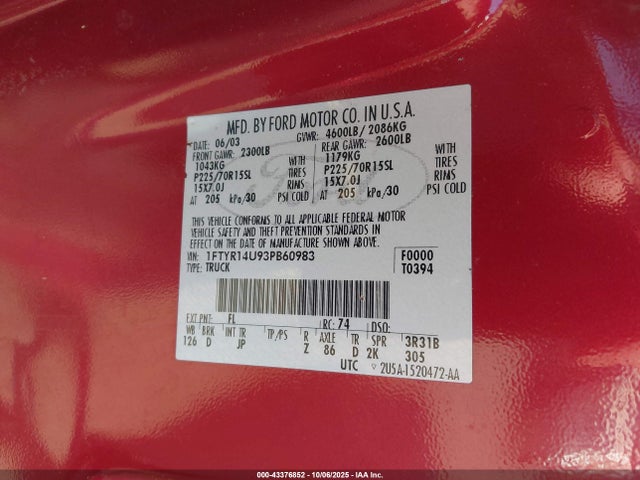 MFD. BY FORD MOTOR CO. IN U.S.A.
DATE: 06/03 GVWR: 4600LB/ 2086KG
FRONT GAWR: 2300LB REAR GAWR: 2600LB
1043KG WITH 1179KG WITH
P225/70R15SL TIRES P225/70R15SL TIRES
15X7.0J RIMS 15X7.0J RIMS
AT 205 kPa/30 PSI COLD AT 205 kPa/30 PSI COLD
THIS VEHICLE CONFORMS TO ALL APPLICABLE FEDERAL MOTOR
VEHICLE SAFETY AND THEFT PREVENTION STANDARDS IN
EFFECT ON THE DATE OF MANUFACTURE SHOWN ABOVE.
VIN: 1FTYR14U93PB60983 F0000
TYPE: TRUCK T0394
EXT PNT: FL RC: 74 DSO:
WB BRK INT TR TP/PS R AXLE TR SPR 3R31B
126 D JP Z 86 D 2K 305
UTC 2U5A-1520472-AA
Ford
000-43376852 | 10/06/2025 | IAA Inc.